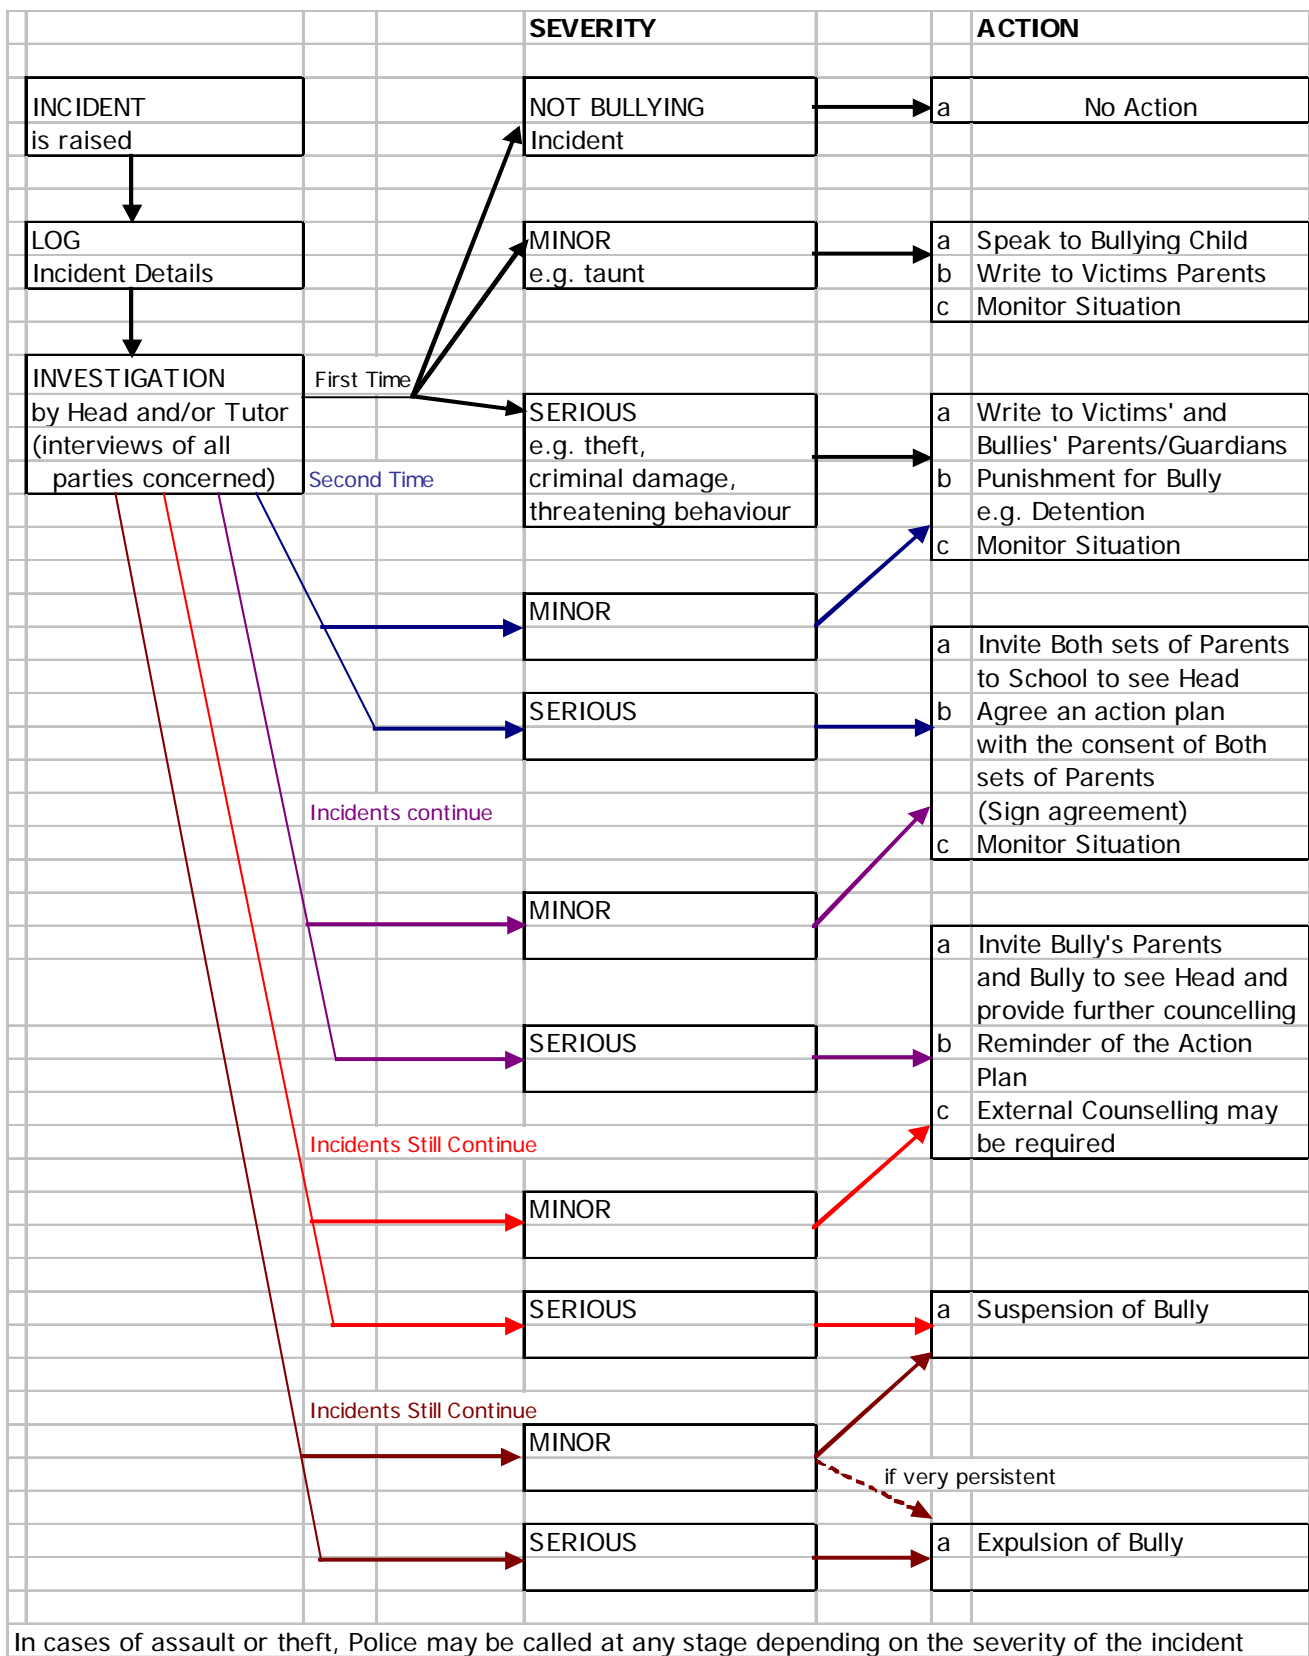 SEVERITY
ACTION
INCIDENT
is raised
NOT BULLYING
Incident
a No Action
LOG
Incident Details
MINOR
e.g. taunt
a Speak to Bullying Child
b Write to Victims Parents
c Monitor Situation
INVESTIGATION
by Head and/or Tutor
(interviews of all
parties concerned)
First Time
SERIOUS
e.g. theft,
criminal damage,
threatening behaviour
a Write to Victims' and
Bullies' Parents/Guardians
b Punishment for Bully
e.g. Detention
c Monitor Situation
Second Time
MINOR
SERIOUS
a Invite Both sets of Parents
to School to see Head
b Agree an action plan
with the consent of Both
sets of Parents
(Sign agreement)
c Monitor Situation
Incidents continue
MINOR
SERIOUS
a Invite Bully's Parents
and Bully to see Head and
provide further councelling
b Reminder of the Action
Plan
c External Counselling may
be required
Incidents Still Continue
MINOR
SERIOUS
a Suspension of Bully
Incidents Still Continue
MINOR
if very persistent
SERIOUS
a Expulsion of Bully
In cases of assault or theft, Police may be called at any stage depending on the severity of the incident